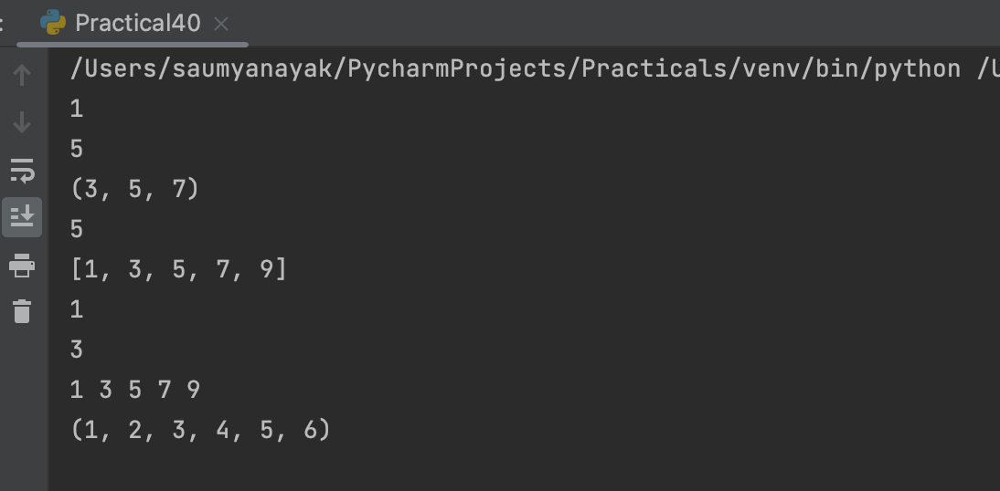 Practical40
/Users/saumyanayak/PycharmProjects/Practicals/venv/bin/python /U
1
5
(3, 5, 7)
5
[1, 3, 5, 7, 9]
1
3
1 3 5 7 9
(1, 2, 3, 4, 5, 6)